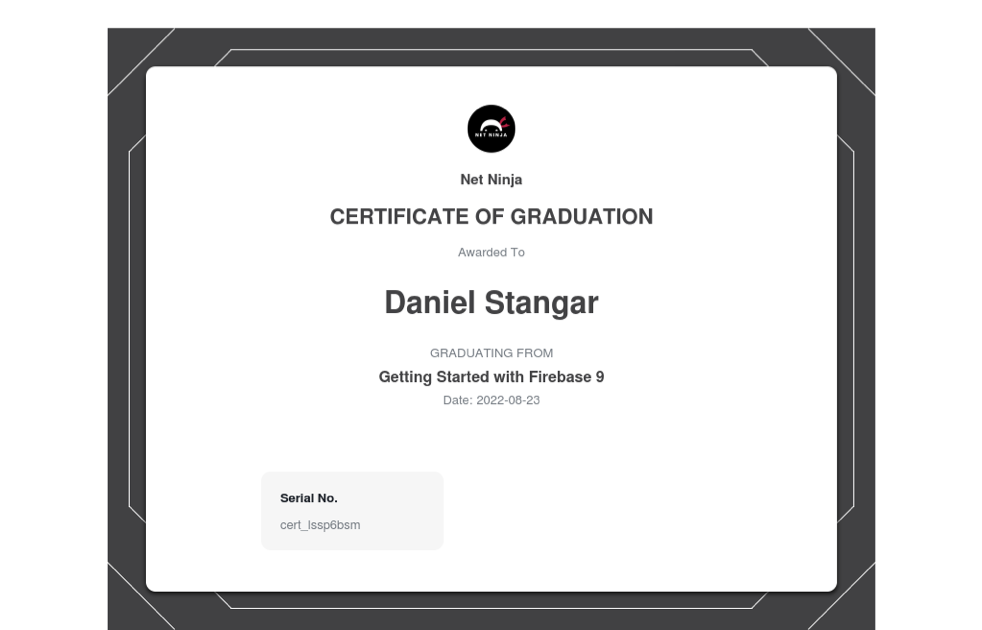 NET NINJA
Net Ninja
CERTIFICATE OF GRADUATION
Awarded To
Daniel Stangar
GRADUATING FROM
Getting Started with Firebase 9
Date: 2022-08-23
Serial No.
cert_lssp6bsm